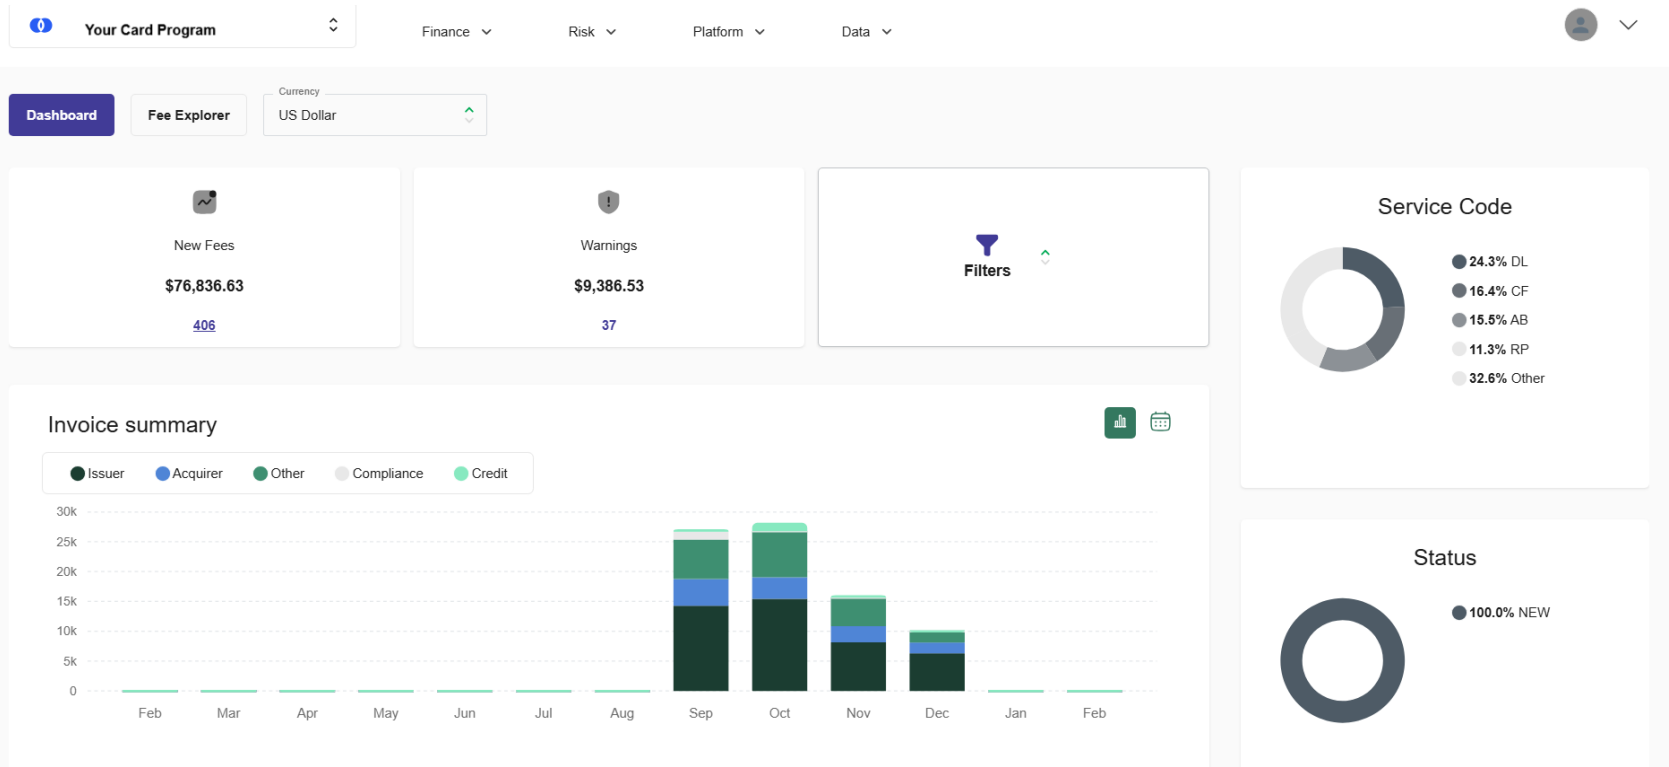 Your Card Program
Finance
Risk
Platform
Data
Dashboard
Fee Explorer
Currency
US Dollar
New Fees
$76,836.63
406
Warnings
$9,386.53
37
Filters
Service Code
24.3% DL
16.4% CF
15.5% AB
11.3% RP
32.6% Other
Invoice summary
Issuer
Acquirer
Other
Compliance
Credit
30k
25k
20k
15k
10k
5k
0
Feb
Mar
Apr
May
Jun
Jul
Aug
Sep
Oct
Nov
Dec
Jan
Feb
Status
100.0% NEW